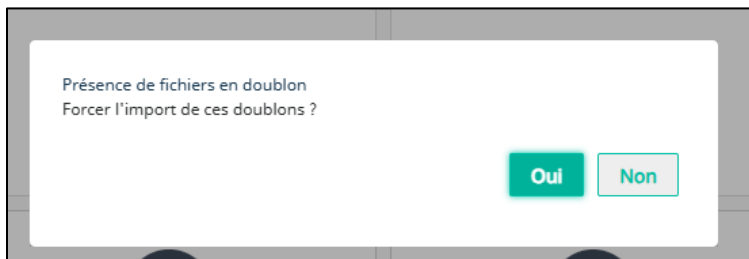 Présence de fichiers en doublon
Forcer l'import de ces doublons ?
Oui Non